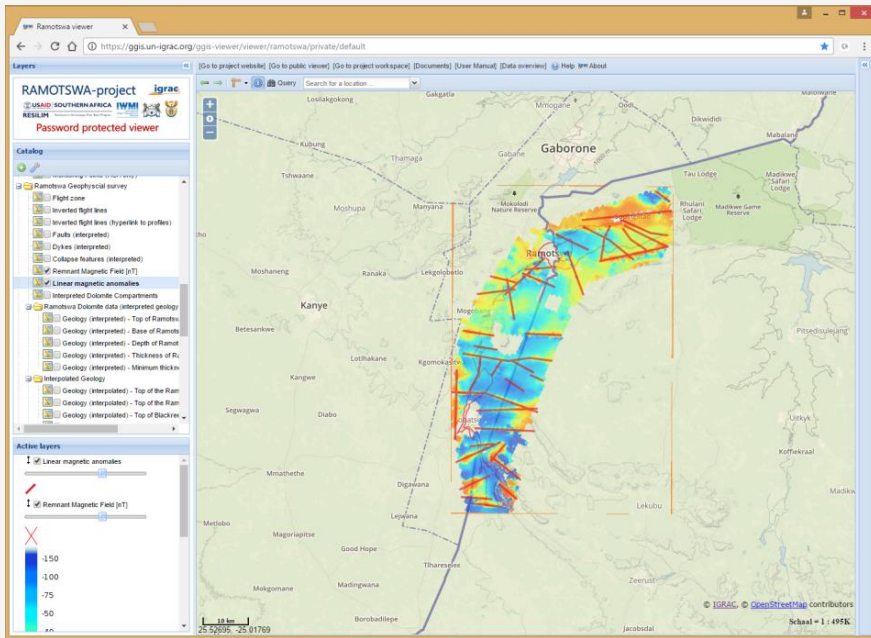 Ramotswa viewer
https://ggis.un-igrac.org/ggis-viewer/viewer/ramotswa/private/default
Layers
[Go to project website] [Go to public viewer] [Go to project workspace] [Documents] [User Manual] [Data overview] Help About
Query Search for a location ...
RAMOTSWA-project igrac
USAID SOUTHERN AFRICA IWMI
RESILIM
Password protected viewer
Catalog
Ramotswa Geophyscial survey
Flight zone
Inverted flight lines
Inverted flight lines (hyperlink to profiles)
Faults (interpreted)
Dykes (interpreted)
Collapse features (interpreted)
Remnant Magnetic Field [nT]
Linear magnetic anomalies
Interpreted Dolomite Compartments
Ramotswa Dolomite data (interpreted geology
Geology (interpreted) - Top of Ramotsw
Geology (interpreted) - Base of Ramots
Geology (interpreted) - Depth of Ramot
Geology (interpreted) - Thickness of Ra
Geology (interpreted) - Minimum thickne
Interpolated Geology
Geology (interpolated) - Top of the Ram
Geology (interpolated) - Top of the Ram
Geology (interpolated) - Top of Blackree
Active layers
Linear magnetic anomalies
Remnant Magnetic Field [nT]
-150
-100
-75
-50
Losilakgokong
Gakgatla
Mmopane
Oodi
Malolwane
Dikwididi
Mabalane
Kubung
Thamaga
Gabane
Gaborone
Tshwaane
Tau Lodge
Madikwe
Safari
Lodge
Moshupa
Manyana
Mokolodi
Nature Reserve
Rhulani
Safari
Lodge
Madikwe Game
Reserve
Ramotsw
Moshaneng
Ranaka
Lekgolobotlo
Kanye
Pitsedisulejang
Betesankwe
Lotlhakane
Kgomokasitwa
Kangwe
Segwagwa
Diabo
Uitkyk
Koffiekraal
Mmathethe
Digawana
Lekubu
Madikw
Metlobo
Lejwana
Magoriapitse
Good Hope
Tlhareselee
Zeerust
Mokgomane
Madingwana
Borobadilepe
Jacobsdal
© IGRAC, © OpenStreetMap contributors
10 km
25.52695, -25.01769
Schaal = 1 : 495K